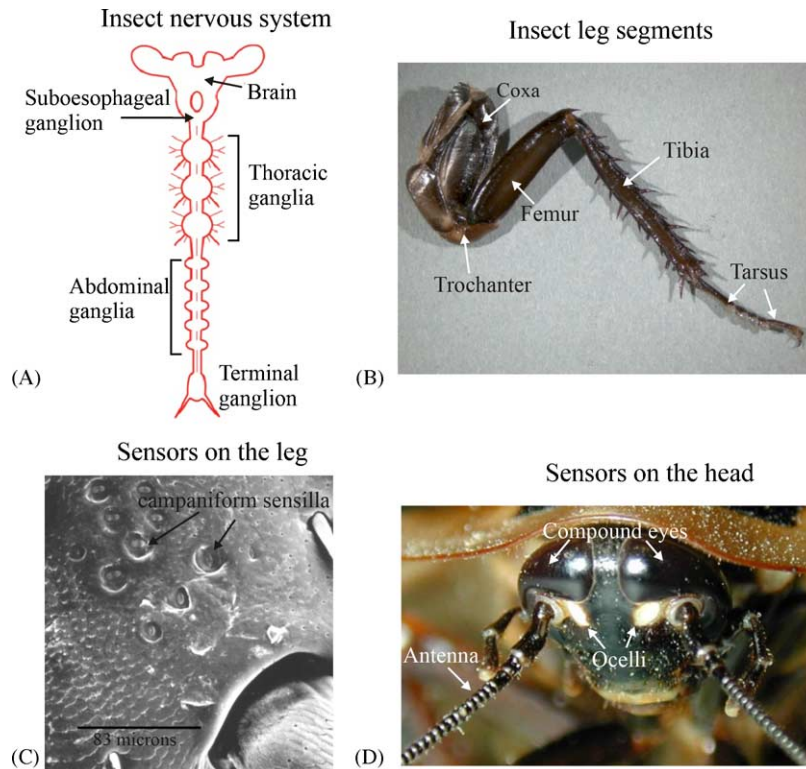 Insect nervous system
Brain
Suboesophageal
ganglion
Thoracic
ganglia
Abdominal
ganglia
Terminal
ganglion
(A)
Insect leg segments
Coxa
Tibia
Femur
Trochanter
Tarsus
(B)
Sensors on the leg
campaniform sensilla
83 microns
(C)
Sensors on the head
Compound eyes
Antenna
Ocelli
(D)